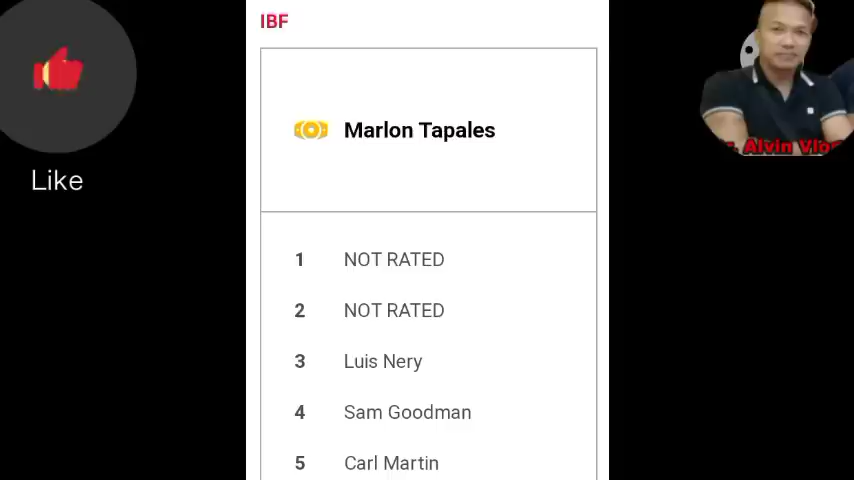 IBF
Marlon Tapales
1 NOT RATED
2 NOT RATED
3 Luis Nery
4 Sam Goodman
5 Carl Martin
Like
Alvin